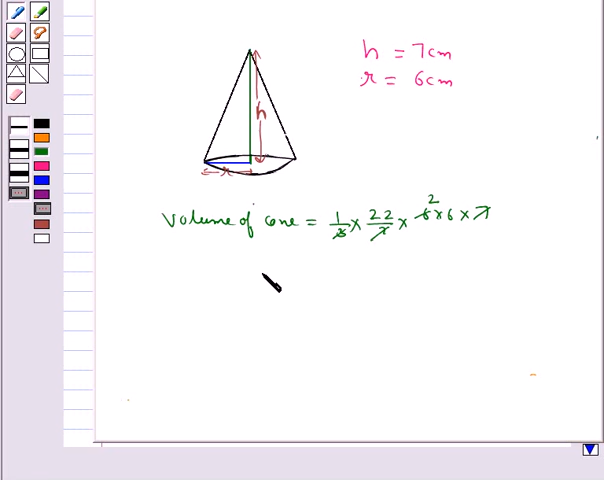 h = 7cm
r = 6cm
h
r
Volume of cone = 1/3 x 22/7 x 6 x 6 x 7
2